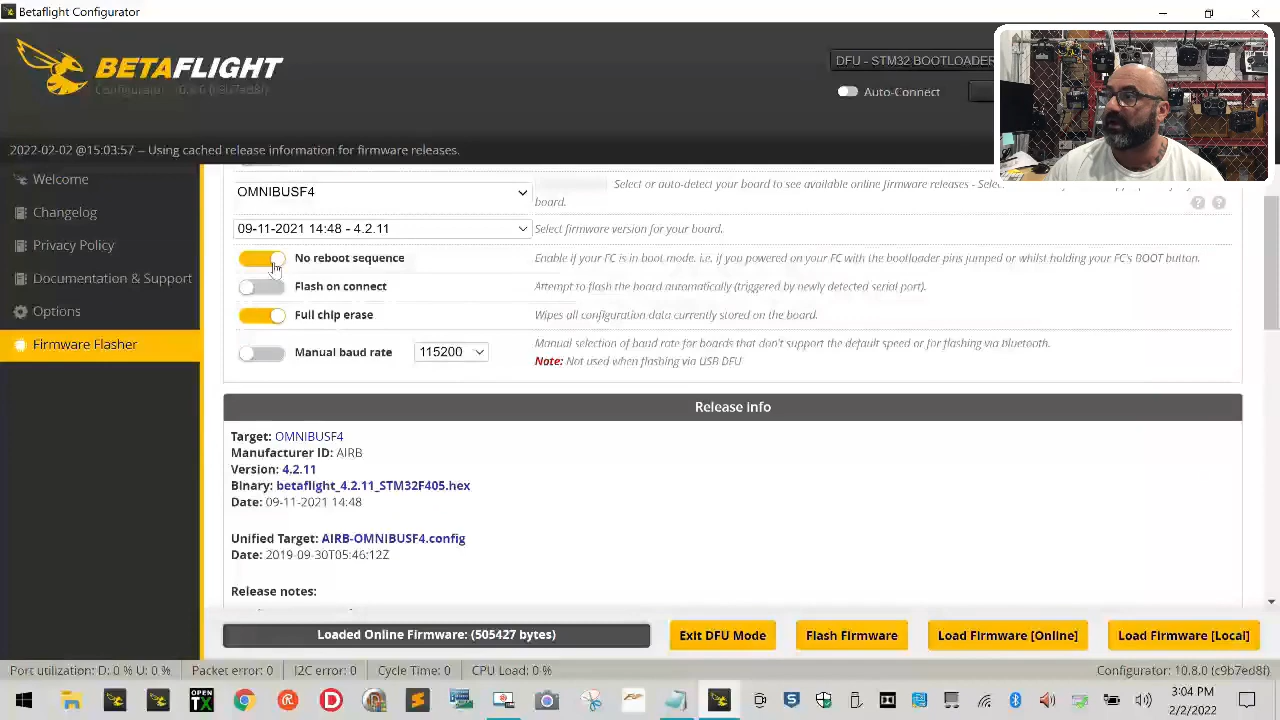 Betaflight Configurator
BETAFLIGHT
DFU - STM32 BOOTLOADER
Auto-Connect
2022-02-02 @15:03:57 – Using cached release information for firmware releases.
Welcome
Changelog
Privacy Policy
Documentation & Support
Options
Firmware Flasher
OMNIBUSF4
Select or auto-detect your board to see available online firmware releases - Selec
board.
09-11-2021 14:48 - 4.2.11
Select firmware version for your board.
No reboot sequence
Enable if your FC is in boot mode. i.e. if you powered on your FC with the bootloader pins jumped or whilst holding your FC's BOOT button.
Flash on connect
Attempt to flash the board automatically (triggered by newly detected serial port).
Full chip erase
Wipes all configuration data currently stored on the board.
Manual baud rate
115200
Manual selection of baud rate for boards that don't support the default speed or for flashing via bluetooth.
Note: Not used when flashing via USB DFU
Release info
Target: OMNIBUSF4
Manufacturer ID: AIRB
Version: 4.2.11
Binary: betaflight_4.2.11_STM32F405.hex
Date: 09-11-2021 14:48
Unified Target: AIRB-OMNIBUSF4.config
Date: 2019-09-30T05:46:12Z
Release notes:
Loaded Online Firmware: (505427 bytes)
Exit DFU Mode
Flash Firmware
Load Firmware [Online]
Load Firmware [Local]
Port utilization: D: 0 % U: 0 %
Packet error: 0
I2C error: 0
Cycle Time: 0
CPU Load: 0 %
Configurator: 10.8.0 (c9b7ed8)
OPEN
TX
3:04 PM
2/2/2022